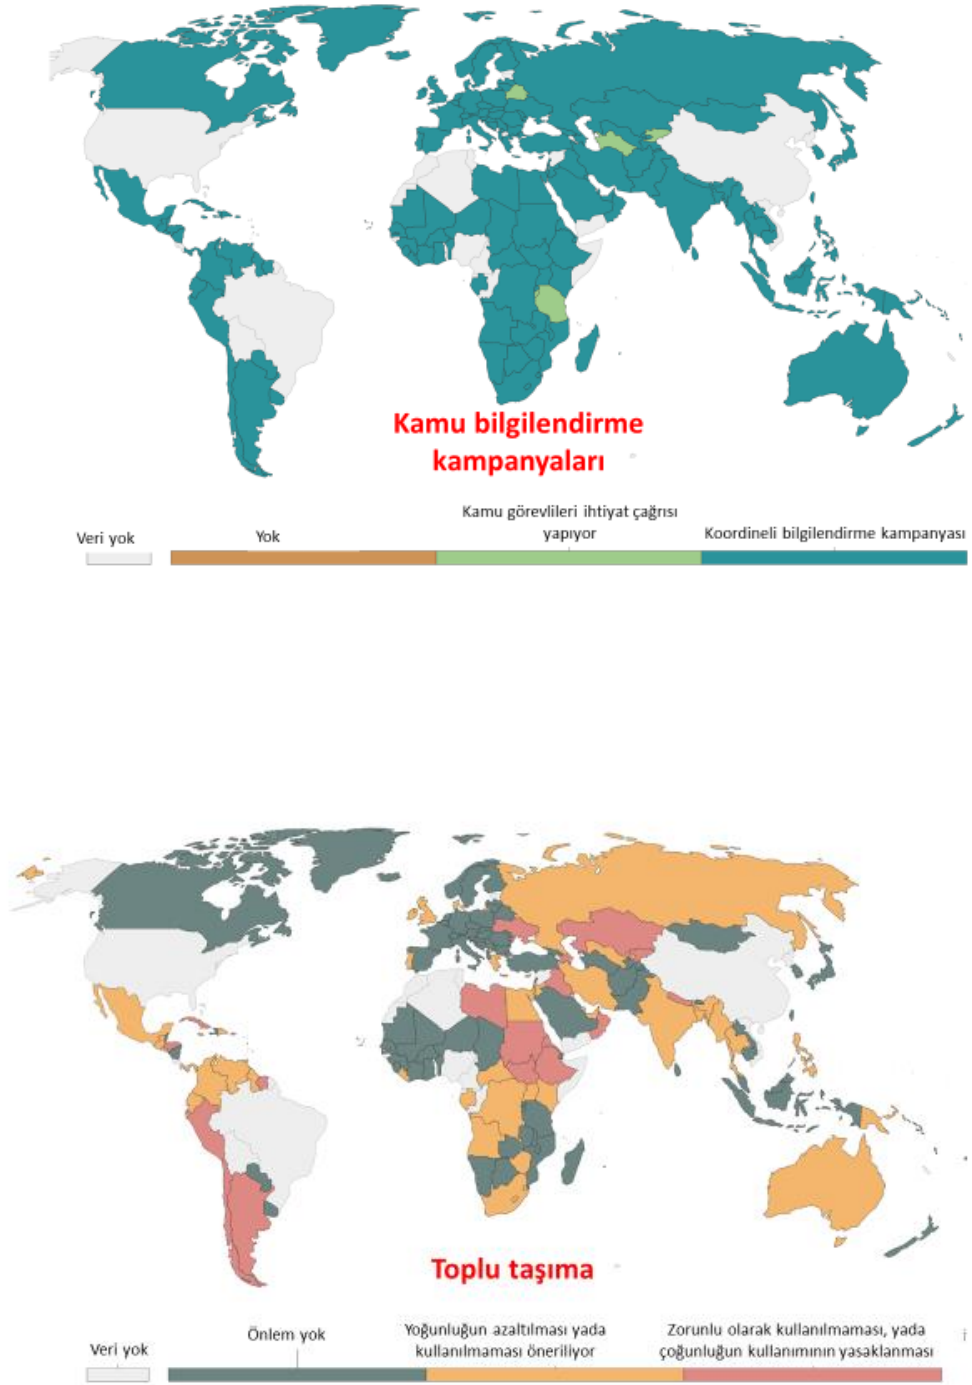 Kamu bilgilendirme
kampanyaları
Kamu görevlileri ihtiyat çağrısı
yapıyor
Veri yok
Yok
Koordineli bilgilendirme kampanyası
Toplu taşıma
Veri yok
Önlem yok
Yoğunluğun azaltılması yada
kullanılmaması öneriliyor
Zorunlu olarak kullanılmaması, yada
çoğunluğun kullanımının yasaklanması